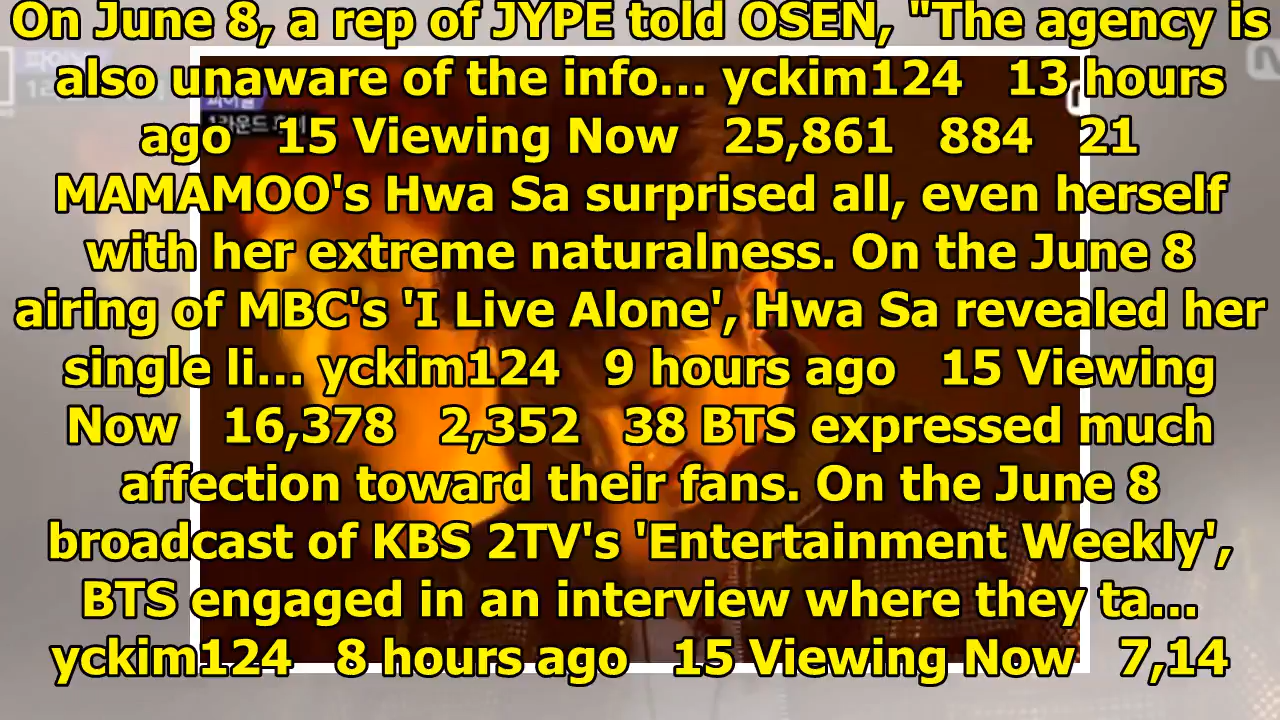 On June 8, a rep of JYPE told OSEN, "The agency is
also unaware of the info... yckim124 13 hours
ago 15 Viewing Now 25,861 884 21
MAMAMOO's Hwa Sa surprised all, even herself
with her extreme naturalness. On the June 8
airing of MBC's 'I Live Alone', Hwa Sa revealed her
single li... yckim124 9 hours ago 15 Viewing
Now 16,378 2,352 38 BTS expressed much
affection toward their fans. On the June 8
broadcast of KBS 2TV's 'Entertainment Weekly',
BTS engaged in an interview where they ta...
yckim124 8 hours ago 15 Viewing Now 7,14